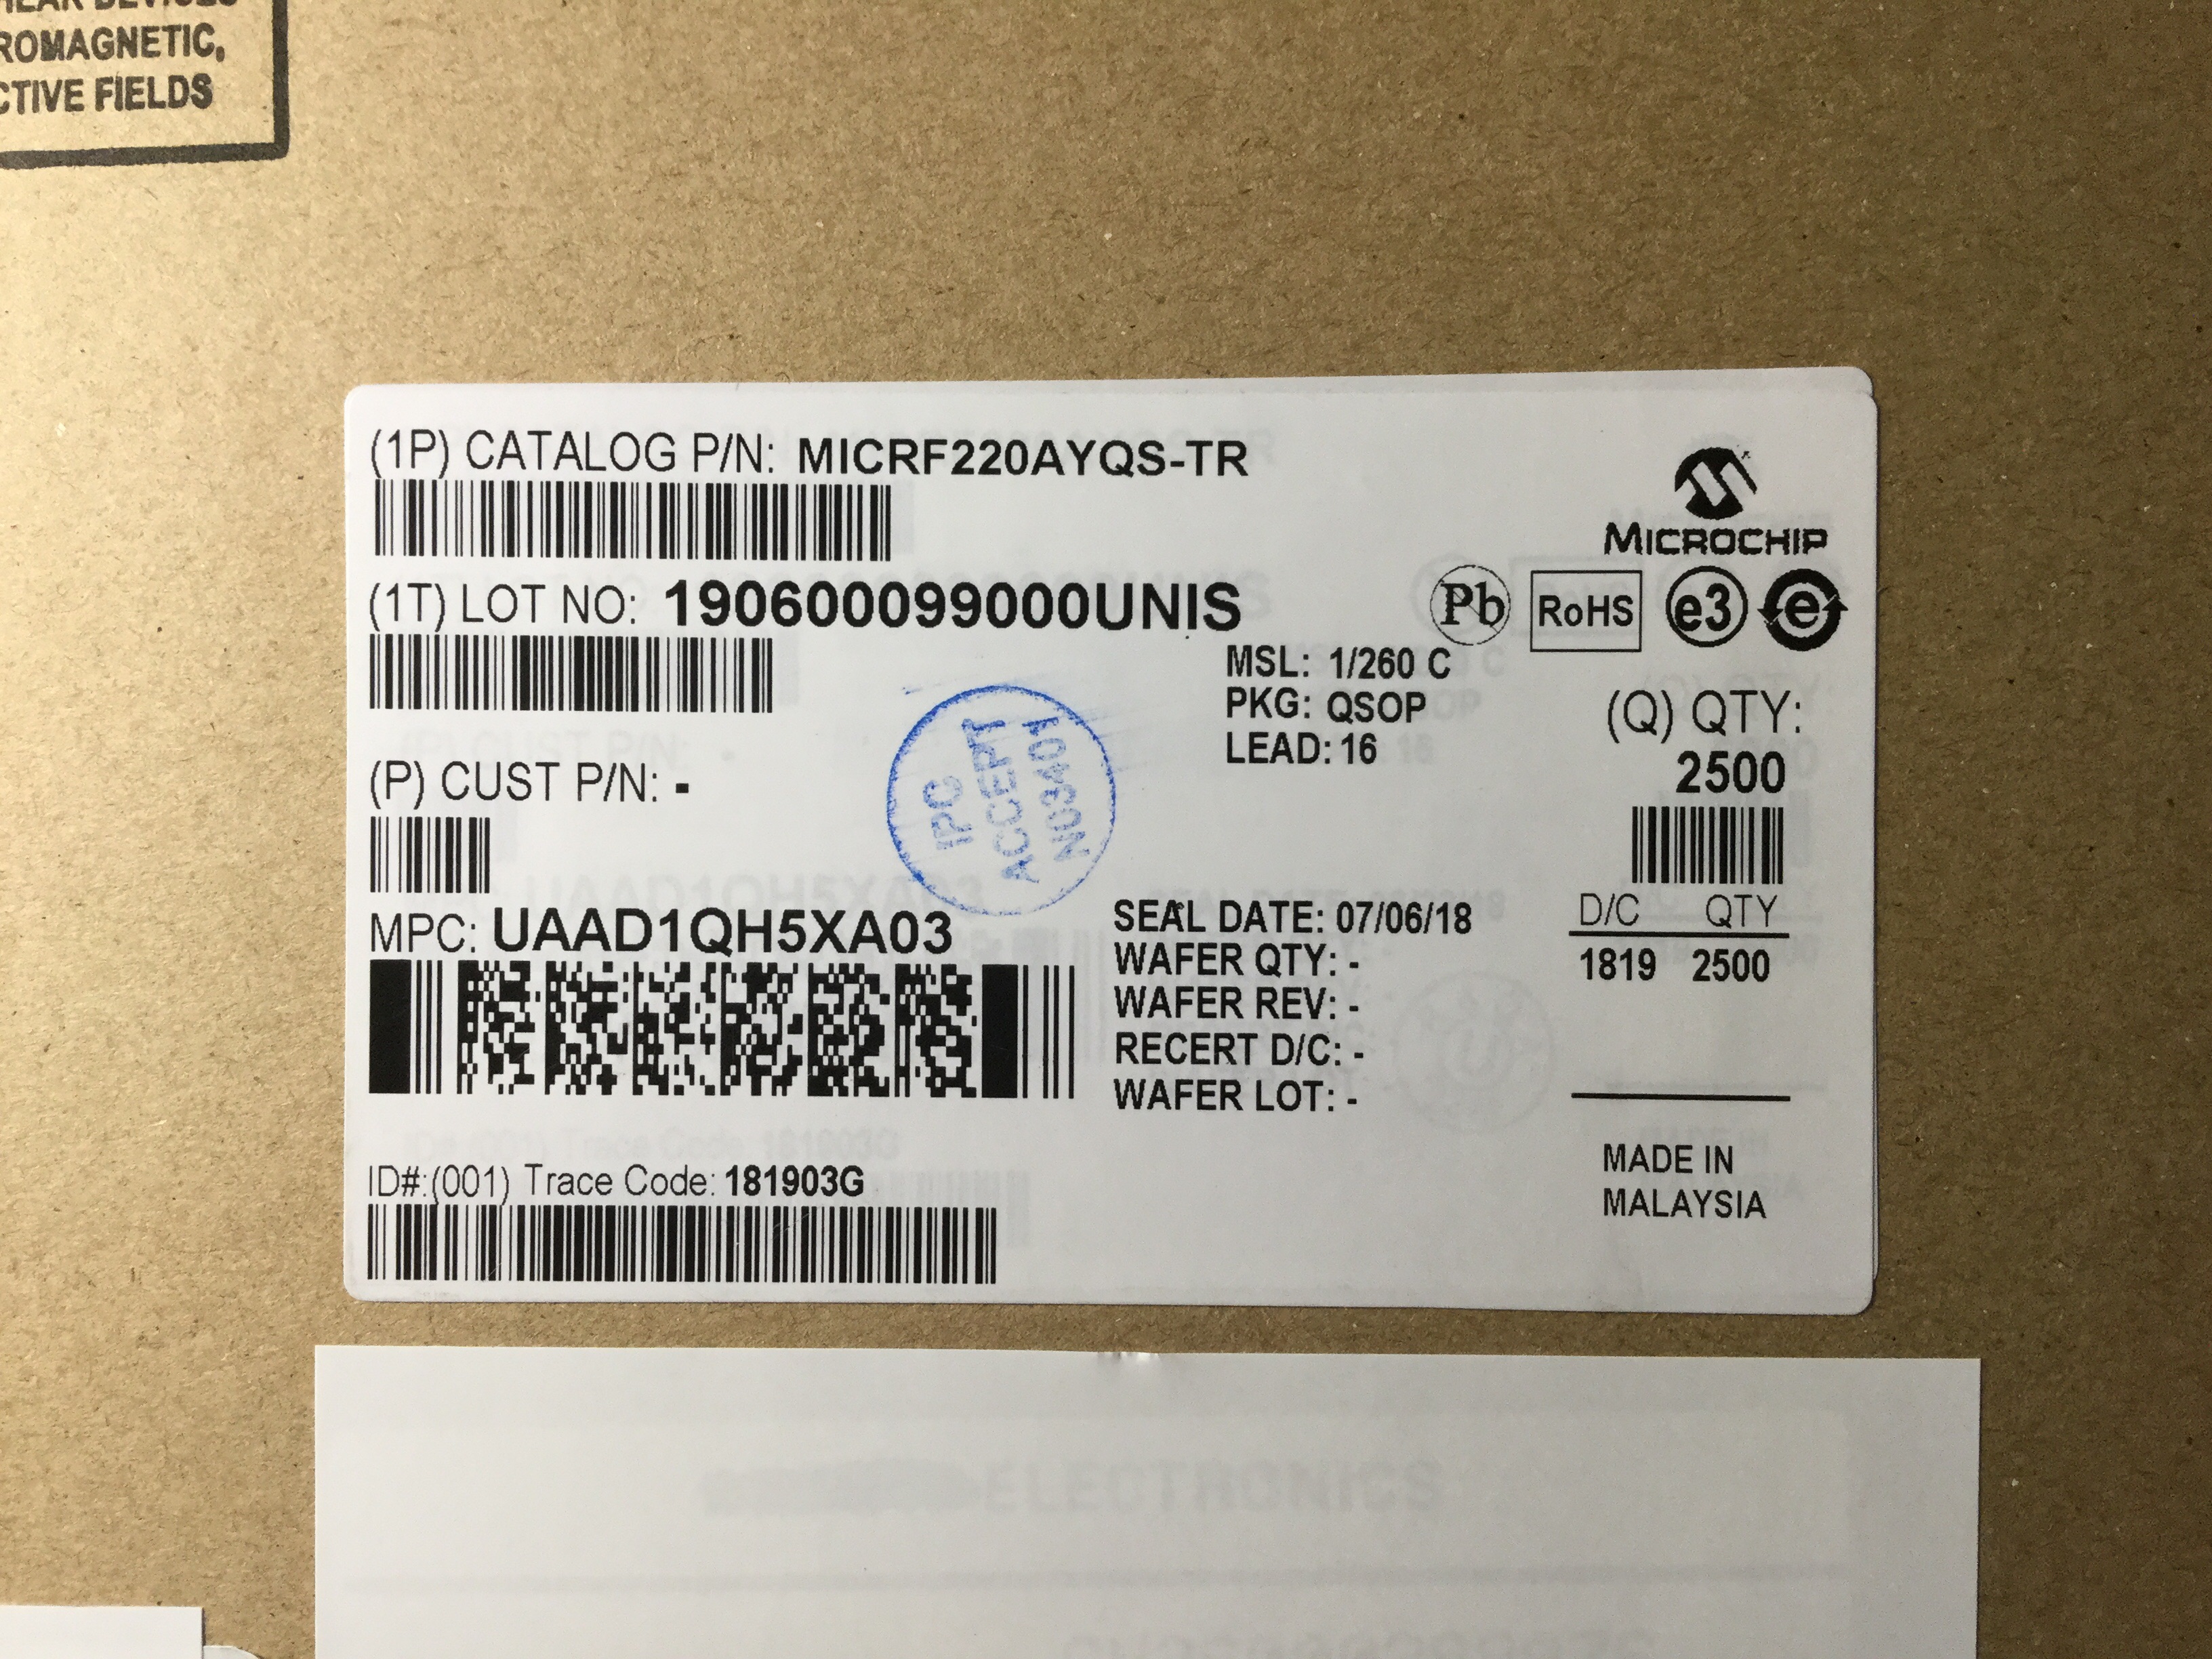 ROMAGNETIC,
CTIVE FIELDS
(1P) CATALOG P/N: MICRF220AYQS-TR
MICROCHIP
(1T) LOT NO: 190600099000UNIS
Pb RoHS e3 e
MSL: 1/260 C
PKG: QSOP
LEAD: 16
(Q) QTY:
2500
(P) CUST P/N: -
IPC
ACCEPT
N03401
MPC: UAAD1QH5XA03
SEAL DATE: 07/06/18
WAFER QTY: -
WAFER REV: -
RECERT D/C: -
WAFER LOT: -
D/C QTY
1819 2500
ID#:(001) Trace Code: 181903G
MADE IN
MALAYSIA
ELECTRONICS